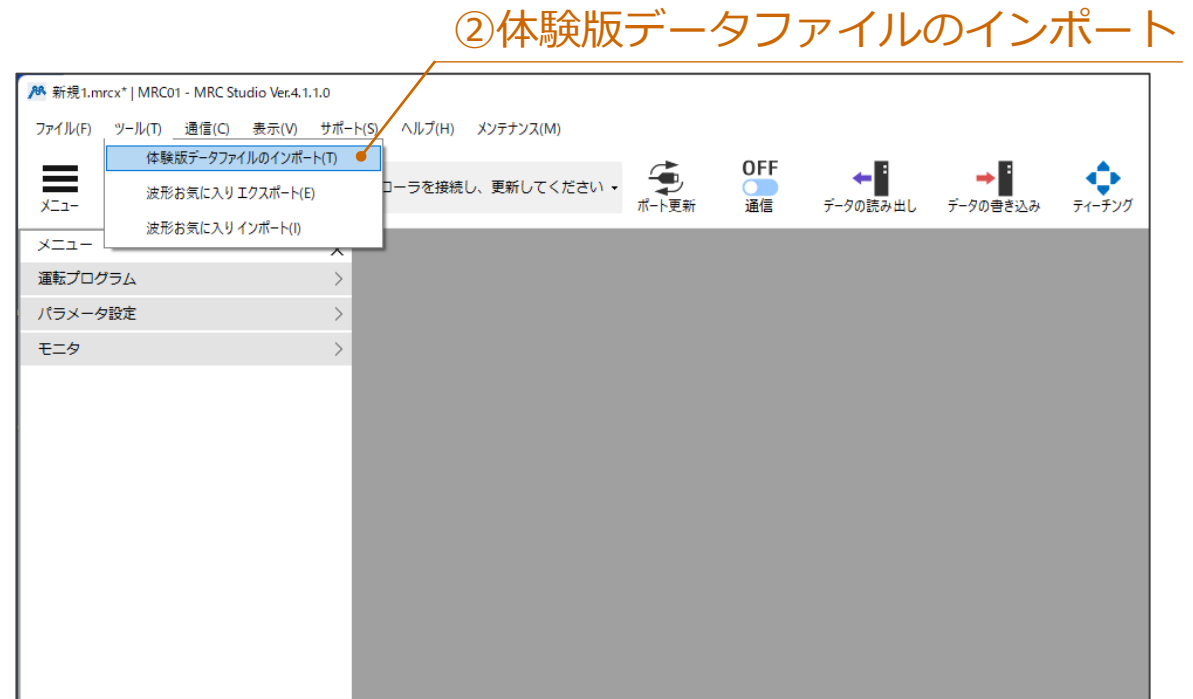 ②体験版データファイルのインポート
新規1.mrcx* | MRC01 - MRC Studio Ver.4.1.1.0
ファイル(F) ツール(T) 通信(C) 表示(V) サポート(S) ヘルプ(H) メンテナンス(M)
体験版データファイルのインポート(T)
波形お気に入りエクスポート(E)
波形お気に入りインポート(I)
メニュー
ローラを接続し、更新してください
ポート更新
OFF
通信
データの読み出し
データの書き込み
ティーチング
メニュー
運転プログラム
パラメータ設定
モニタ